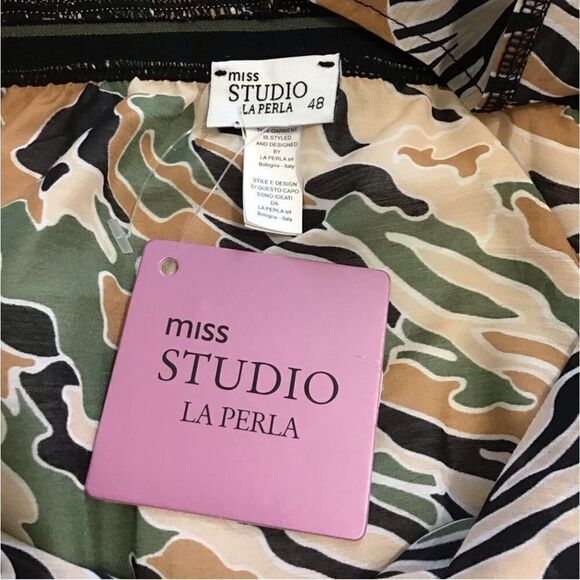 miss
STUDIO
LA PERLA 48
THIS GARMENT
IS STYLED
AND DESIGNED
BY
LA PERLA srl
Bologna - Italy
STILE E DESIGN
DI QUESTO CAPO
SONO IDEATI
DA
LA PERLA srl
Bologna - Italy
miss
STUDIO
LA PERLA